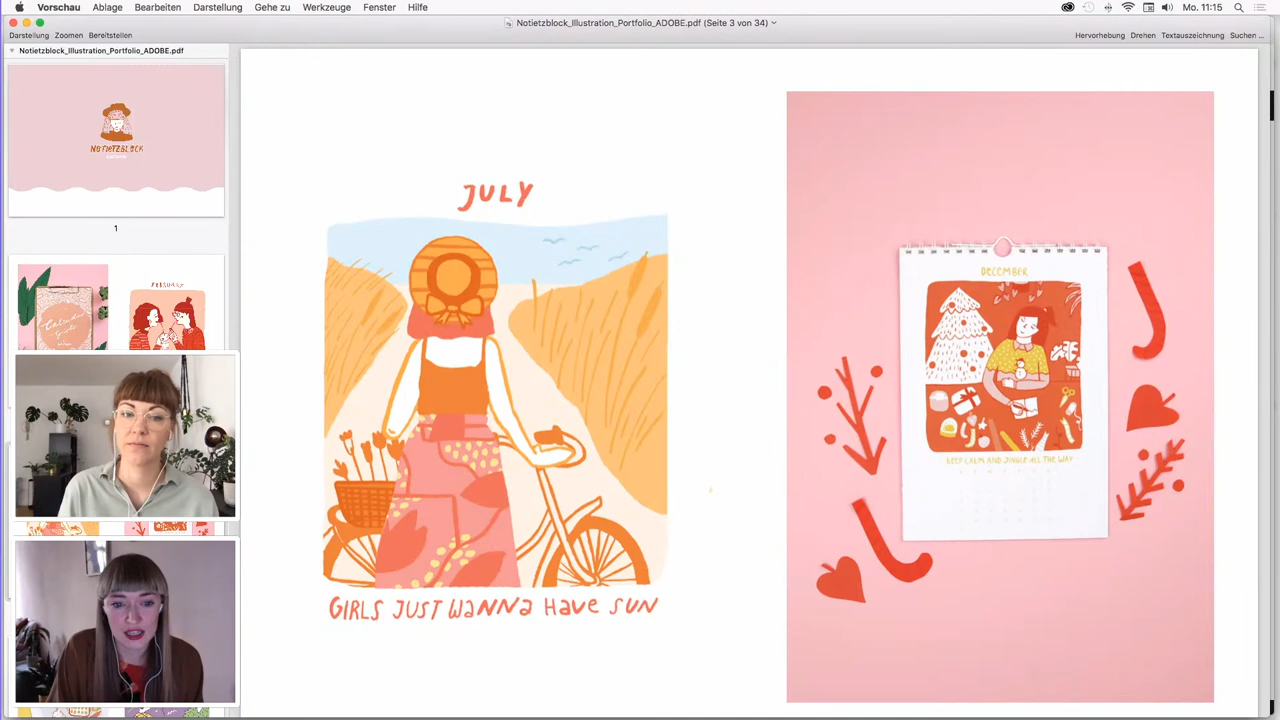 Vorschau Ablage Bearbeiten Darstellung Gehe zu Werkzeuge Fenster Hilfe
Mo. 11:15
Notietzblock_Illustration_Portfolio_ADOBE.pdf (Seite 3 von 34)
Darstellung Zoomen Bereitstellen
Hervorhebung Drehen Textauszeichnung Suchen ...
Notietzblock_Illustration_Portfolio_ADOBE.pdf
NOTIETZBLOCK
1
FEBRUARY
JULY
GIRLS JUST WANNA HAVE SUN
DECEMBER
KEEP CALM AND JINGLE ALL THE WAY